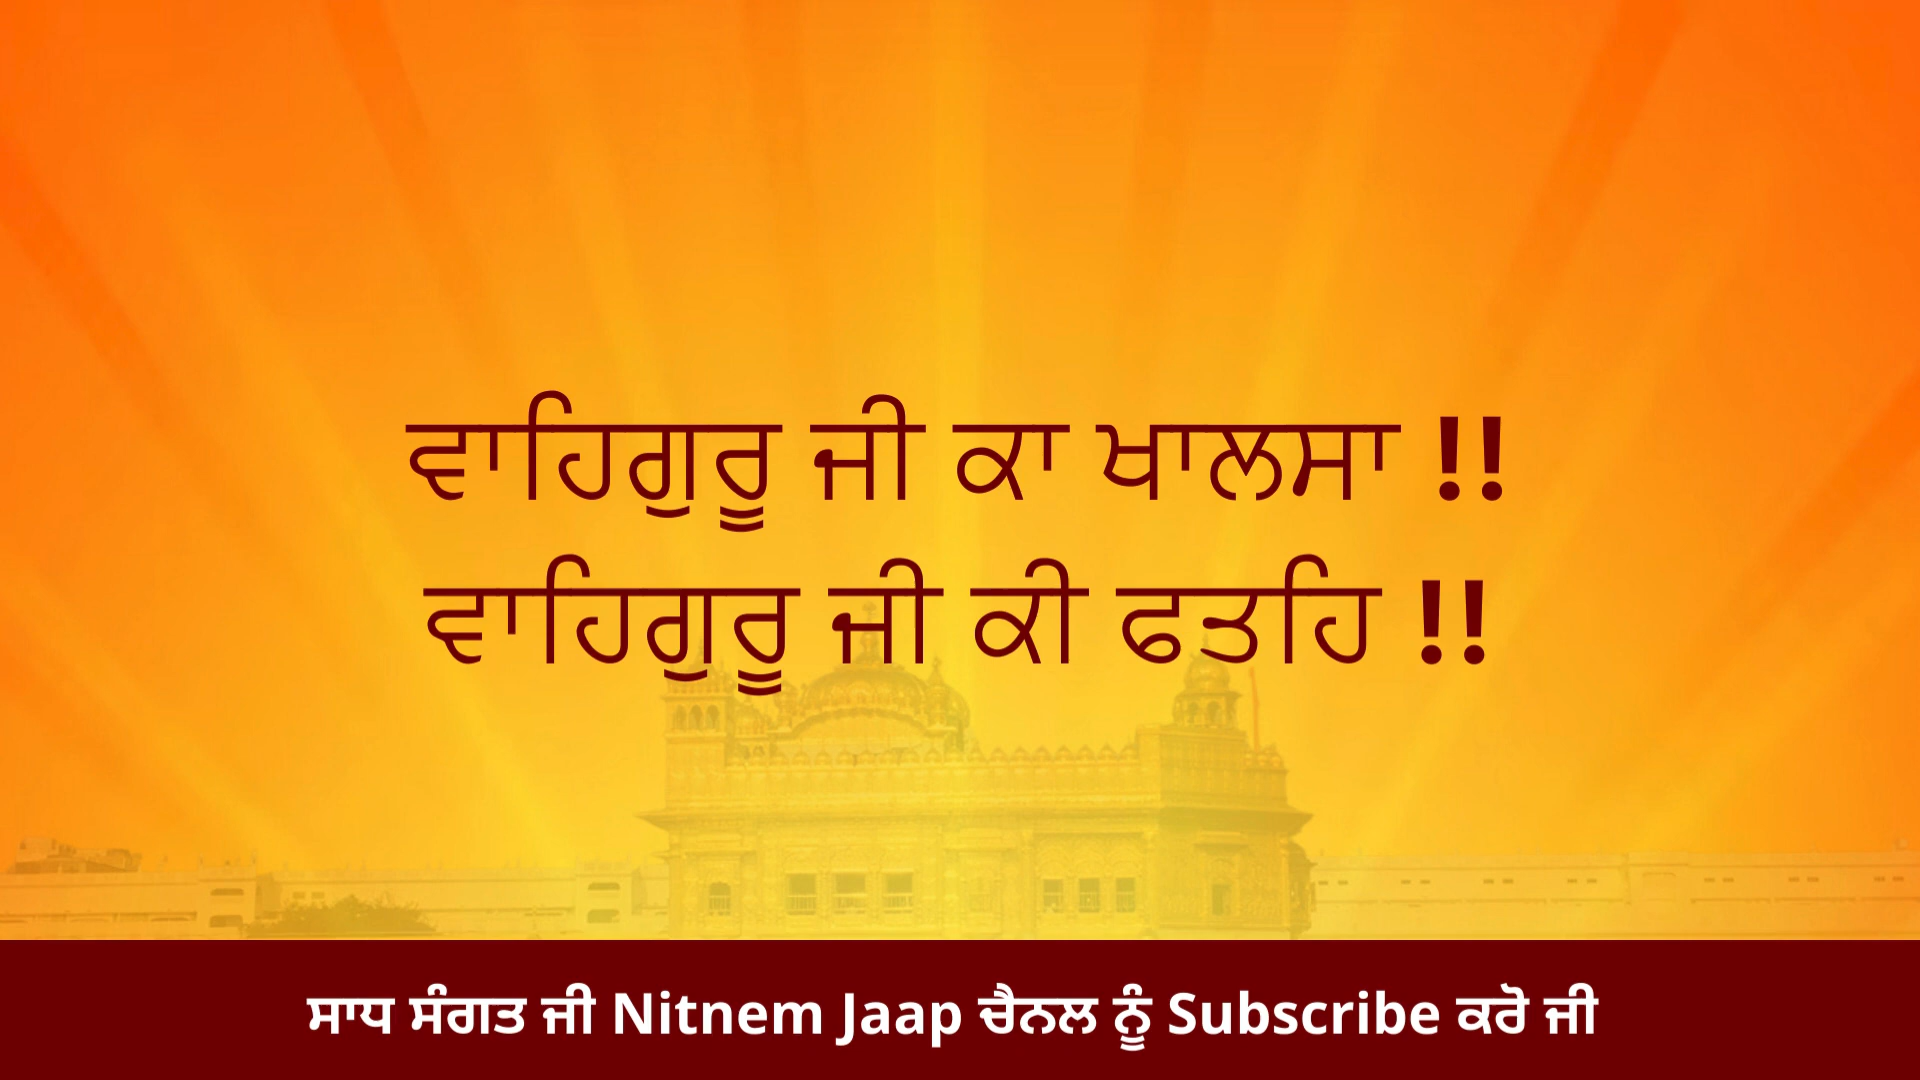 ਵਾਹਿਗੁਰੂ ਜੀ ਕਾ ਖਾਲਸਾ !!
ਵਾਹਿਗੁਰੂ ਜੀ ਕੀ ਫਤਹਿ !!
ਸਾਧ ਸੰਗਤ ਜੀ Nitnem Jaap ਚੈਨਲ ਨੂੰ Subscribe ਕਰੋ ਜੀ